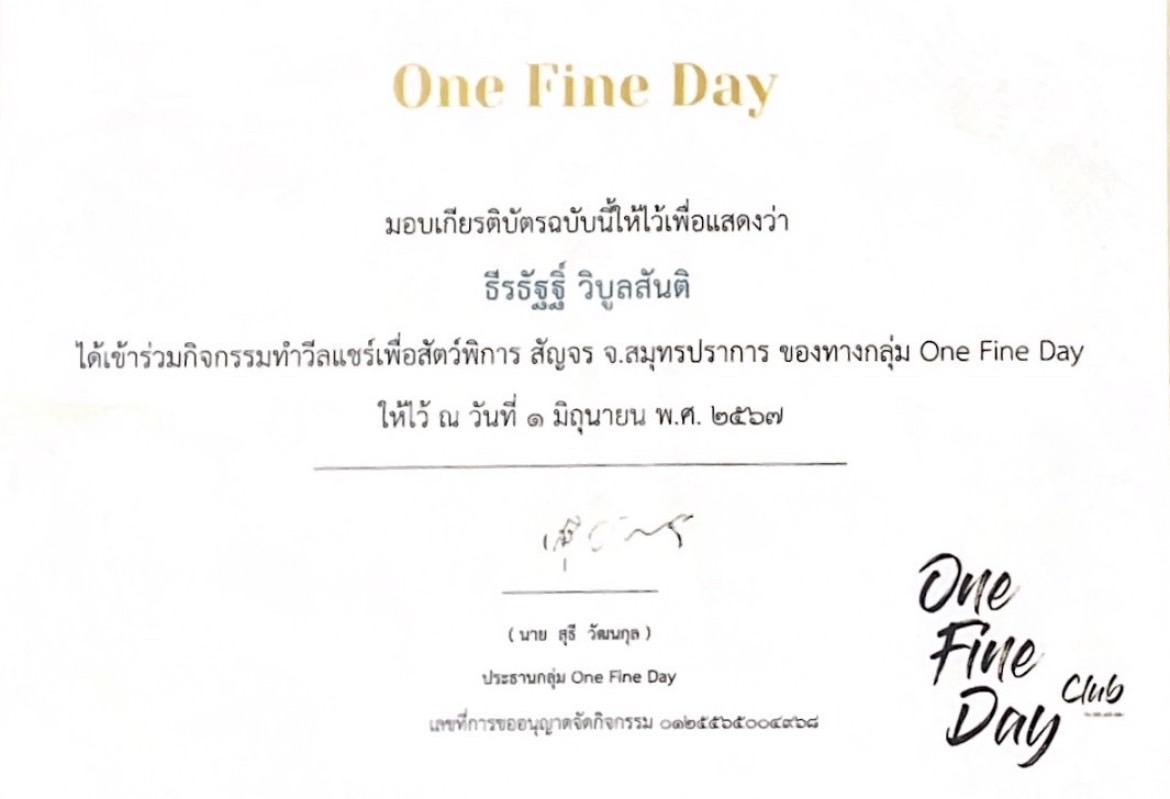 One Fine Day
มอบเกียรติบัตรฉบับนี้ให้ไว้เพื่อแสดงว่า
ธีรธัฐฐิ์ วิบูลสันติ
ได้เข้าร่วมกิจกรรมทำวีลแชร์เพื่อสัตว์พิการ สัญจร จ.สมุทรปราการ ของทางกลุ่ม One Fine Day
ให้ไว้ ณ วันที่ ๑ มิถุนายน พ.ศ. ๒๕๖๗
( นาย สุธี วัฒนกุล )
ประธานกลุ่ม One Fine Day
เลขที่การขออนุญาตจัดกิจกรรม ๐๑๒๕๕๖๕๐๐๔๙๖๘
One
Fine
Day Club